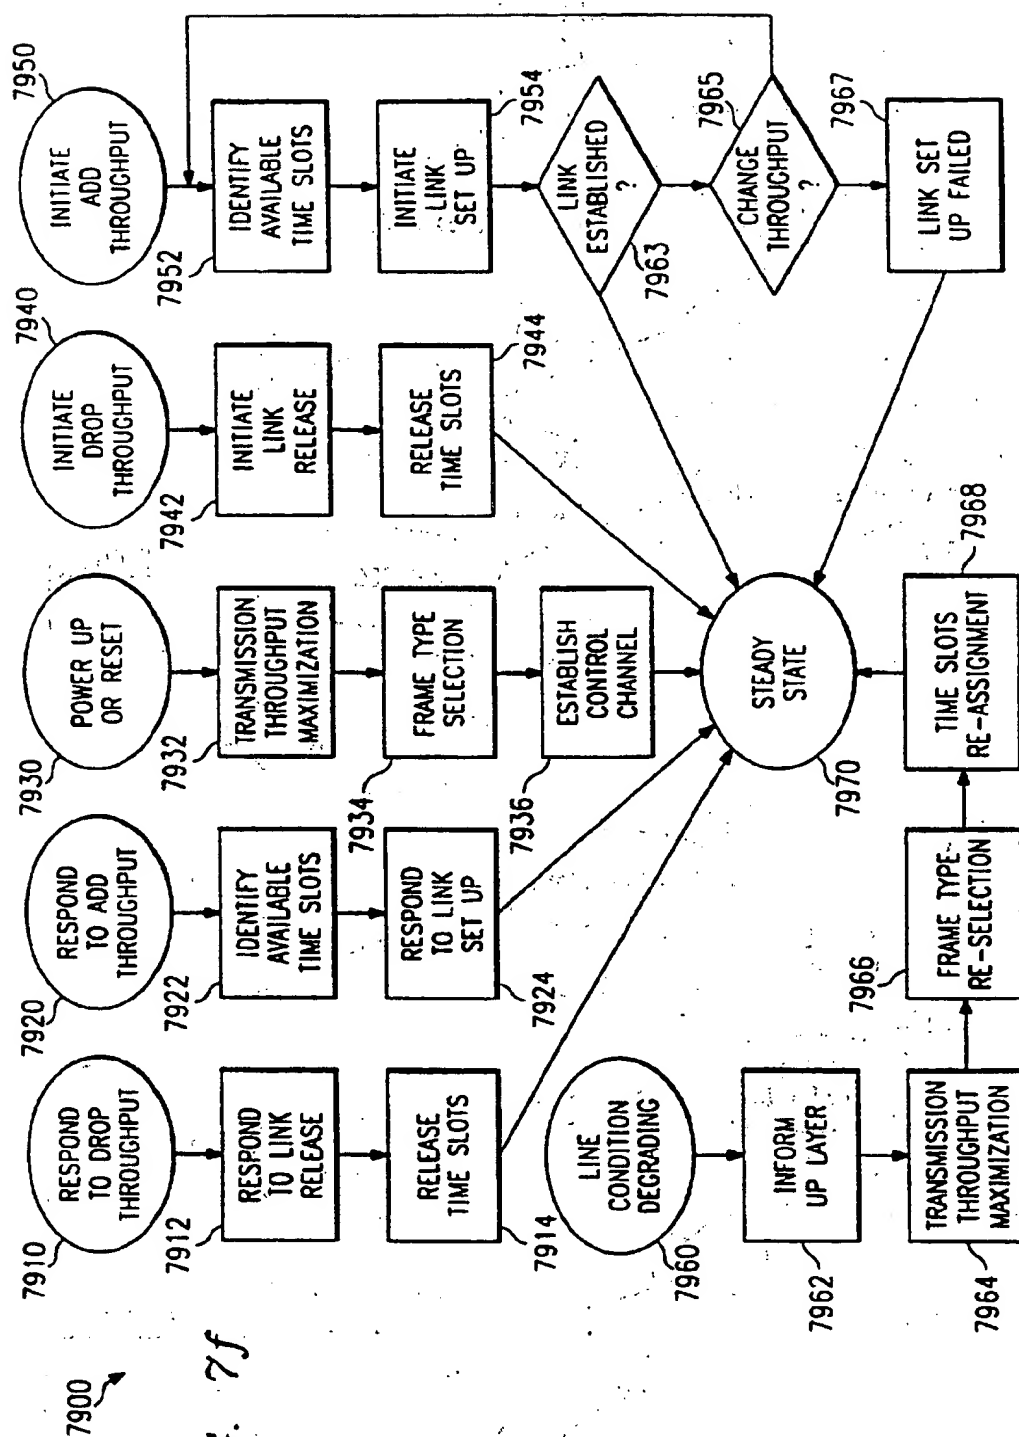 7900
7f
7910
RESPOND
TO DROP
THROUGHPUT
7912
RESPOND
TO LINK
RELEASE
RELEASE
TIME SLOTS
7914
7920
RESPOND
TO ADD
THROUGHPUT
7922
IDENTIFY
AVAILABLE
TIME SLOTS
RESPOND
TO LINK
SET UP
7924
7930
POWER UP
OR RESET
7932
TRANSMISSION
THROUGHPUT
MAXIMIZATION
7934
FRAME TYPE
SELECTION
7936
ESTABLISH
CONTROL
CHANNEL
7940
INITIATE
DROP
THROUGHPUT
7942
INITIATE
LINK
RELEASE
7944
RELEASE
TIME SLOTS
7950
INITIATE
ADD
THROUGHPUT
7952
IDENTIFY
AVAILABLE
TIME SLOTS
7954
INITIATE
LINK
SET UP
LINK
ESTABLISHED
?
7963
7965
CHANGE
THROUGHPUT
?
7967
LINK SET
UP FAILED
LINE
CONDITION
DEGRADING
7960
INFORM
UP LAYER
7962
TRANSMISSION
THROUGHPUT
MAXIMIZATION
7964
7966
FRAME TYPE
RE-SELECTION
7968
TIME SLOTS
RE-ASSIGNMENT
STEADY
STATE
7970